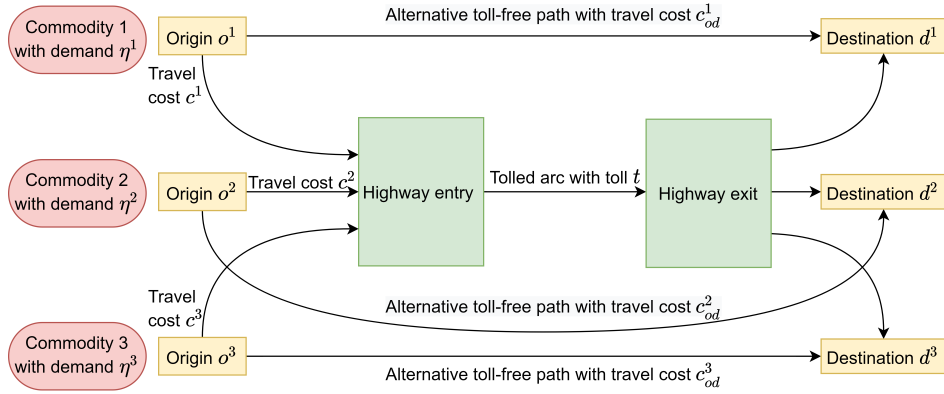 Commodity 1
with demand η¹
Origin o¹
Alternative toll-free path with travel cost c¹_od
Destination d¹
Travel
cost c¹
Commodity 2
with demand η²
Origin o²
Travel cost c²
Highway entry
Tolled arc with toll t
Highway exit
Destination d²
Travel
cost c³
Alternative toll-free path with travel cost c²_od
Commodity 3
with demand η³
Origin o³
Alternative toll-free path with travel cost c³_od
Destination d³